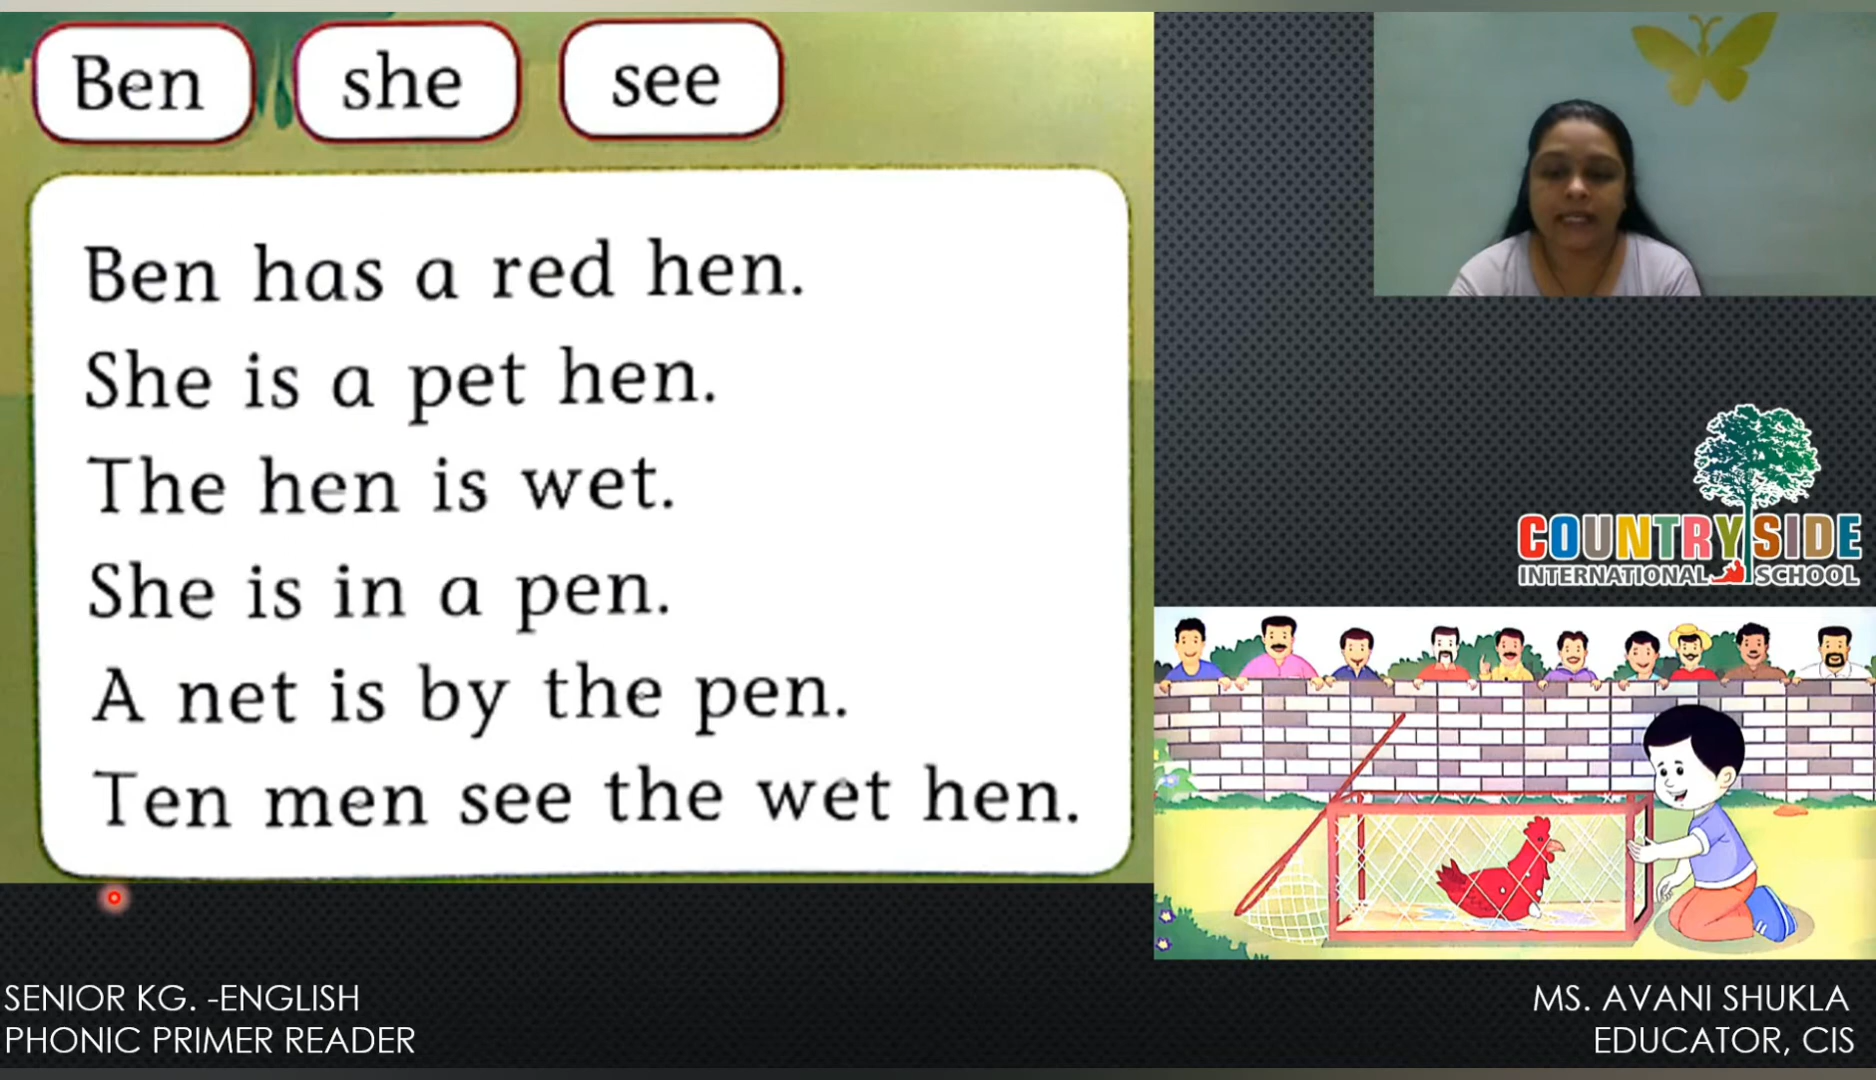 Ben she see
Ben has a red hen.
She is a pet hen.
The hen is wet.
She is in a pen.
A net is by the pen.
Ten men see the wet hen.
COUNTRYSIDE
INTERNATIONAL SCHOOL
SENIOR KG. -ENGLISH
PHONIC PRIMER READER
MS. AVANI SHUKLA
EDUCATOR, CIS